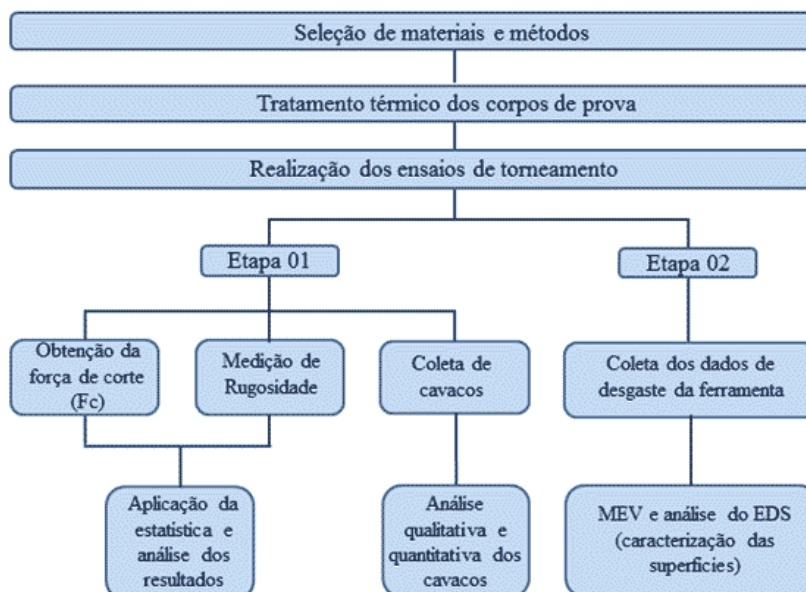 Seleção de materiais e métodos
Tratamento térmico dos corpos de prova
Realização dos ensaios de torneamento
Etapa 01
Etapa 02
Obtenção da
força de corte
(Fc)
Medição de
Rugosidade
Coleta de
cavacos
Coleta dos dados de
desgaste da ferramenta
Aplicação da
estatistica e
análise dos
resultados
Análise
qualitativa e
quantitativa dos
cavacos
MEV e análise do EDS
(caracterização das
superfícies)